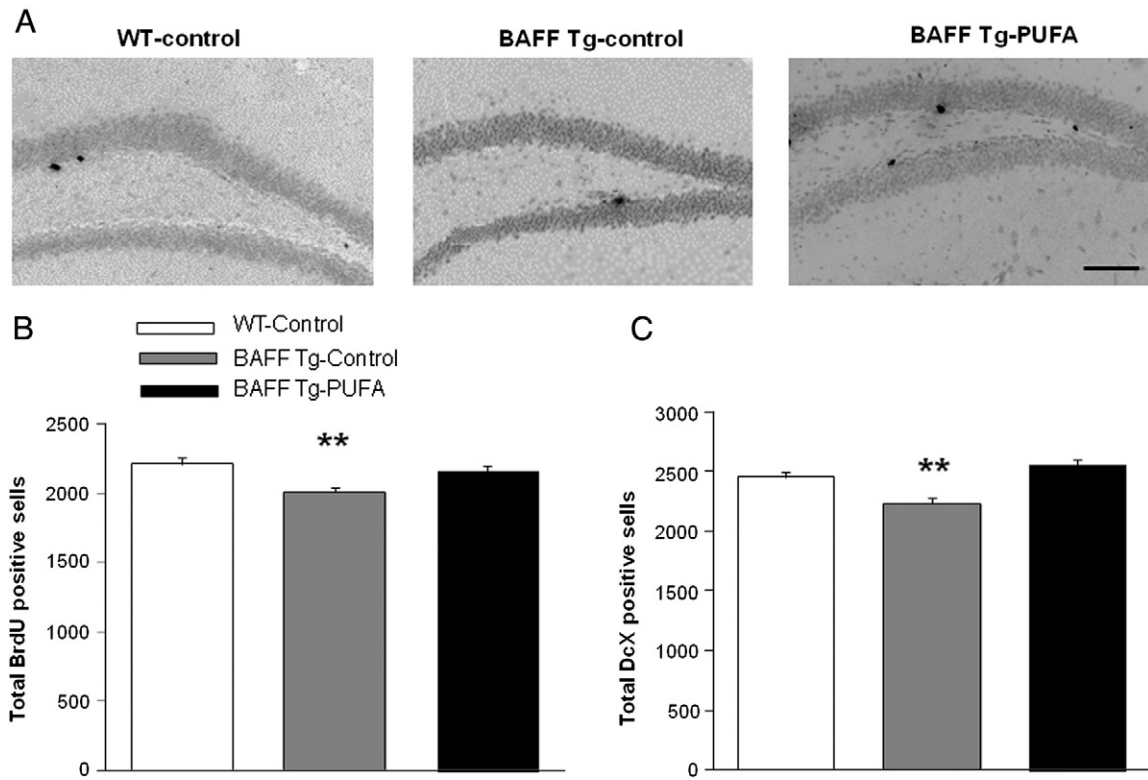 A
WT-control
BAFF Tg-control
BAFF Tg-PUFA
B
WT-Control
BAFF Tg-Control
BAFF Tg-PUFA
Total BrdU positive sells
2500
2000
1500
1000
500
0
**
C
Total DcX positive sells
3000
2500
2000
1500
1000
500
0
**